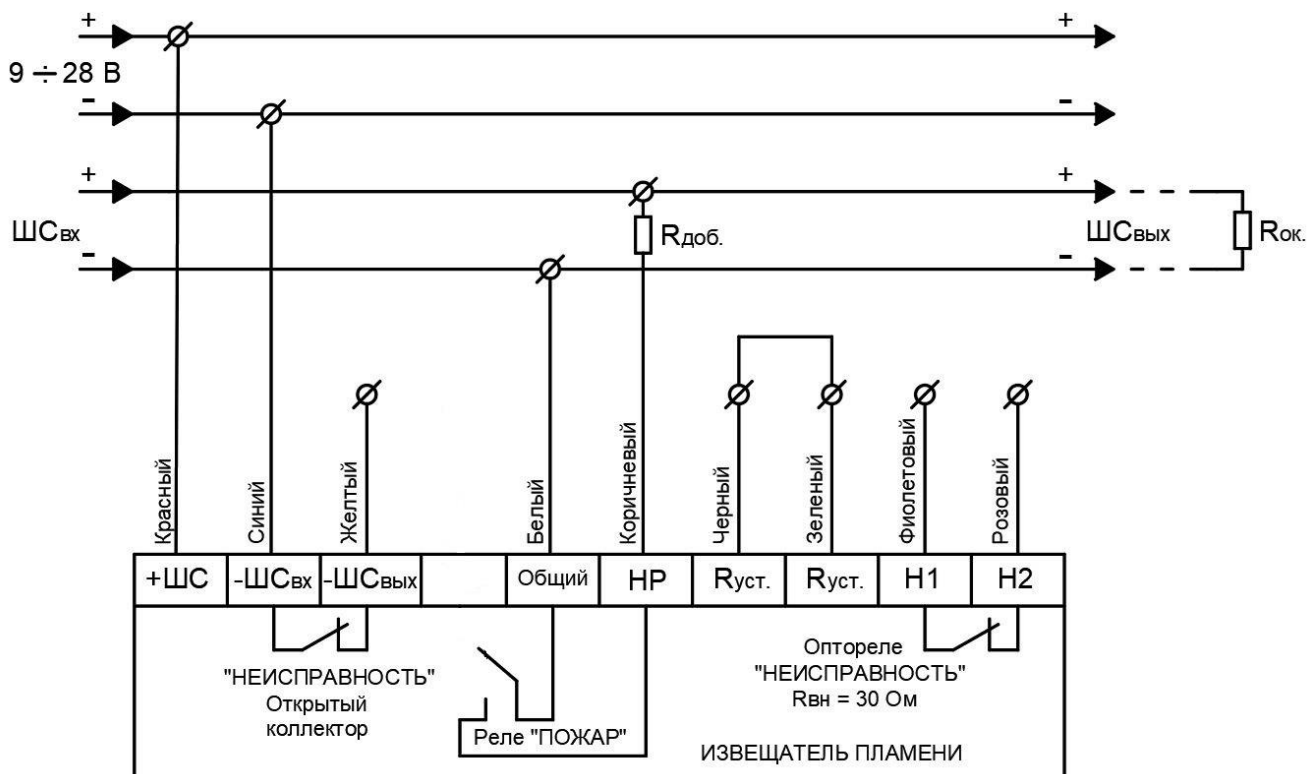 + +
9 ÷ 28 В
- -
+ +
ШСвх Rдоб. ШСвых Rок.
- -
Красный
Синий
Желтый
Белый
Коричневый
Черный
Зеленый
Фиолетовый
Розовый
+ШС -ШСвх -ШСвых Общий НР Rуст. Rуст. Н1 Н2
"НЕИСПРАВНОСТЬ"
Открытый
коллектор
Реле "ПОЖАР"
Оптореле
"НЕИСПРАВНОСТЬ"
Rвн = 30 Ом
ИЗВЕЩАТЕЛЬ ПЛАМЕНИ